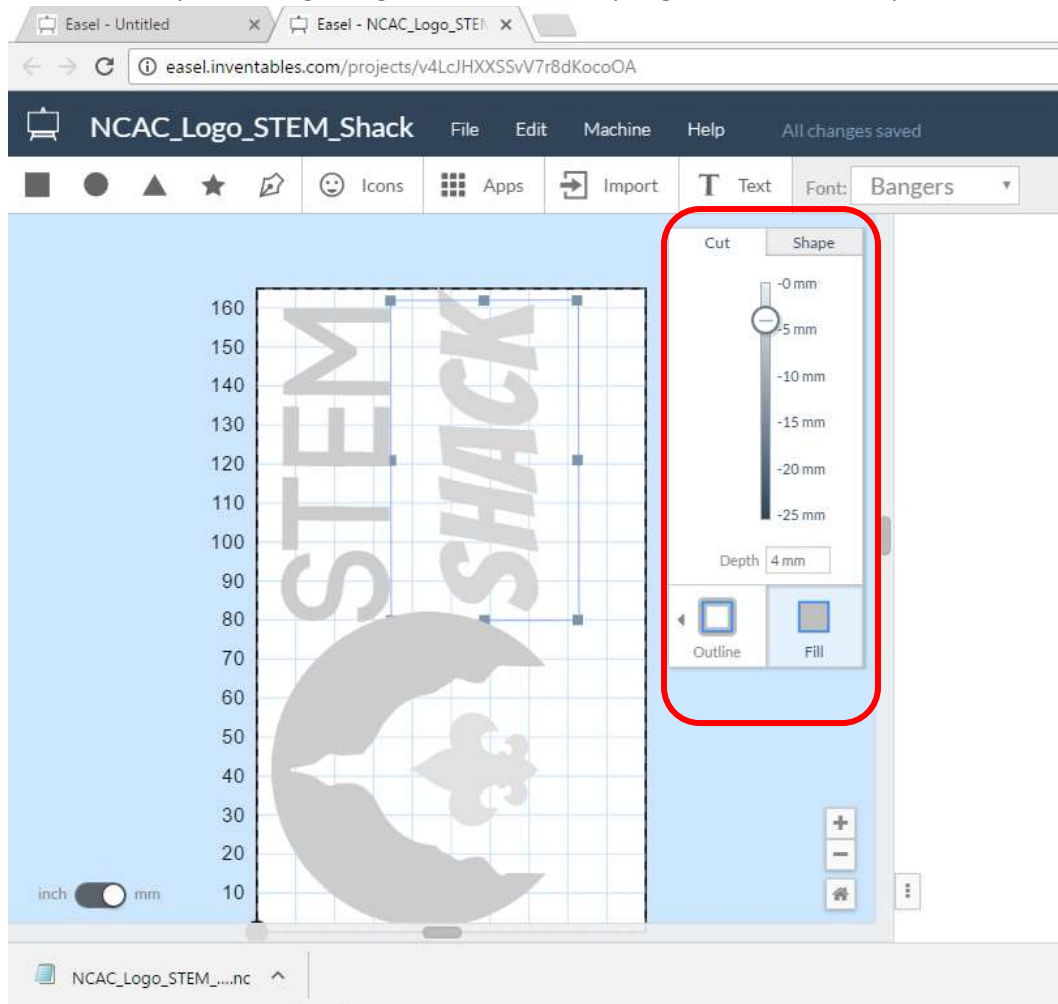 Easel - Untitled × Easel - NCAC_Logo_STEM ×
easel.inventables.com/projects/v4LcJHXXSSvV7r8dKocoOA
NCAC_Logo_STEM_Shack File Edit Machine Help All changes saved
Icons Apps Import T Text Font: Bangers
Cut Shape
-0 mm
-5 mm
-10 mm
-15 mm
-20 mm
-25 mm
Depth 4 mm
Outline Fill
160
150
140
130
120
110
100
90
80
70
60
50
40
30
20
10
STEM
SHACK
+
−
inch mm
NCAC_Logo_STEM_....nc